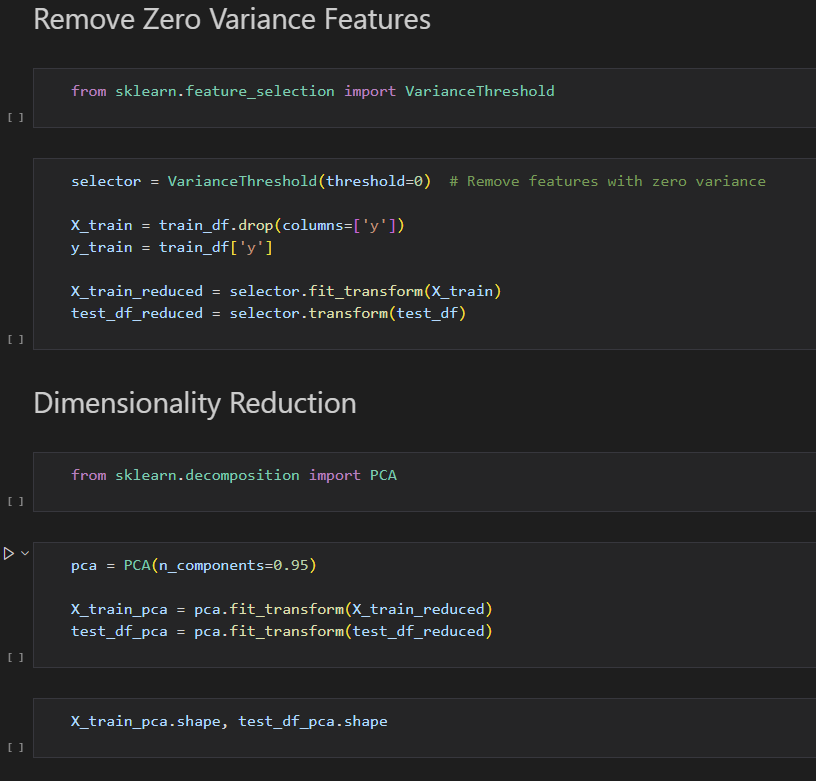 Remove Zero Variance Features
from sklearn.feature_selection import VarianceThreshold
[ ]
selector = VarianceThreshold(threshold=0)  # Remove features with zero variance
X_train = train_df.drop(columns=['y'])
y_train = train_df['y']
X_train_reduced = selector.fit_transform(X_train)
test_df_reduced = selector.transform(test_df)
[ ]
Dimensionality Reduction
from sklearn.decomposition import PCA
[ ]
pca = PCA(n_components=0.95)
X_train_pca = pca.fit_transform(X_train_reduced)
test_df_pca = pca.fit_transform(test_df_reduced)
[ ]
X_train_pca.shape, test_df_pca.shape
[ ]